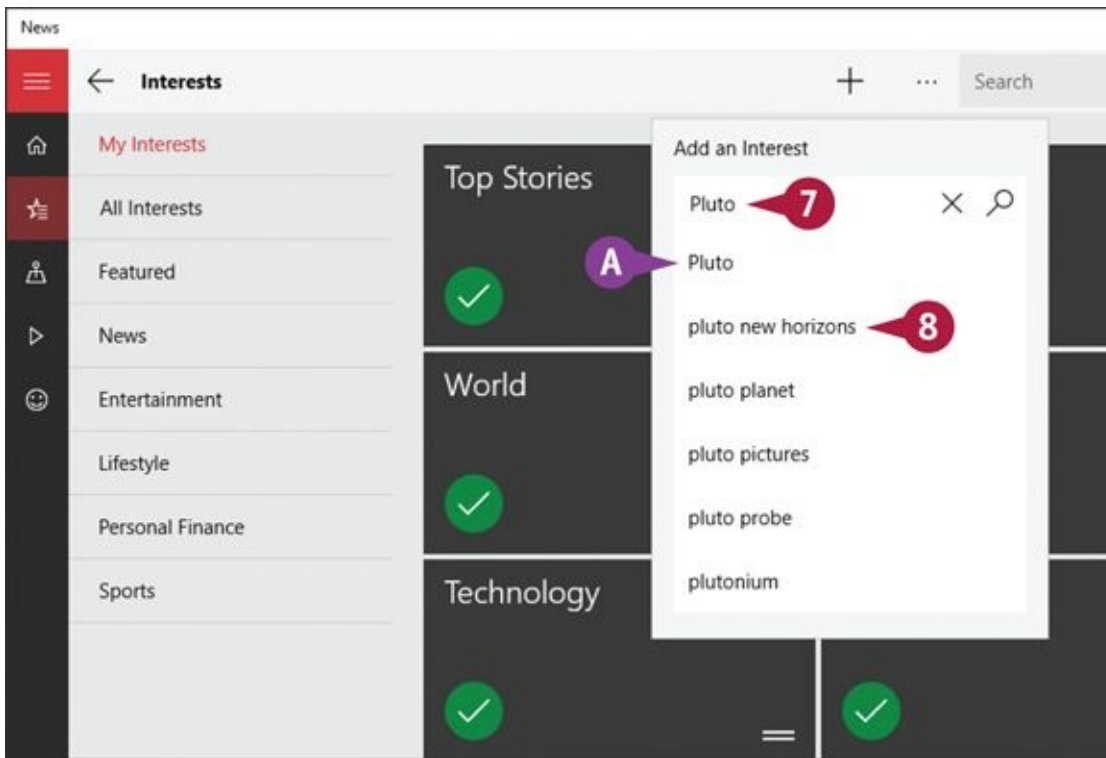 News
Interests
Search
My Interests
All Interests
Featured
News
Entertainment
Lifestyle
Personal Finance
Sports
Top Stories
World
Technology
Add an Interest
Pluto 7
A Pluto
pluto new horizons 8
pluto planet
pluto pictures
pluto probe
plutonium